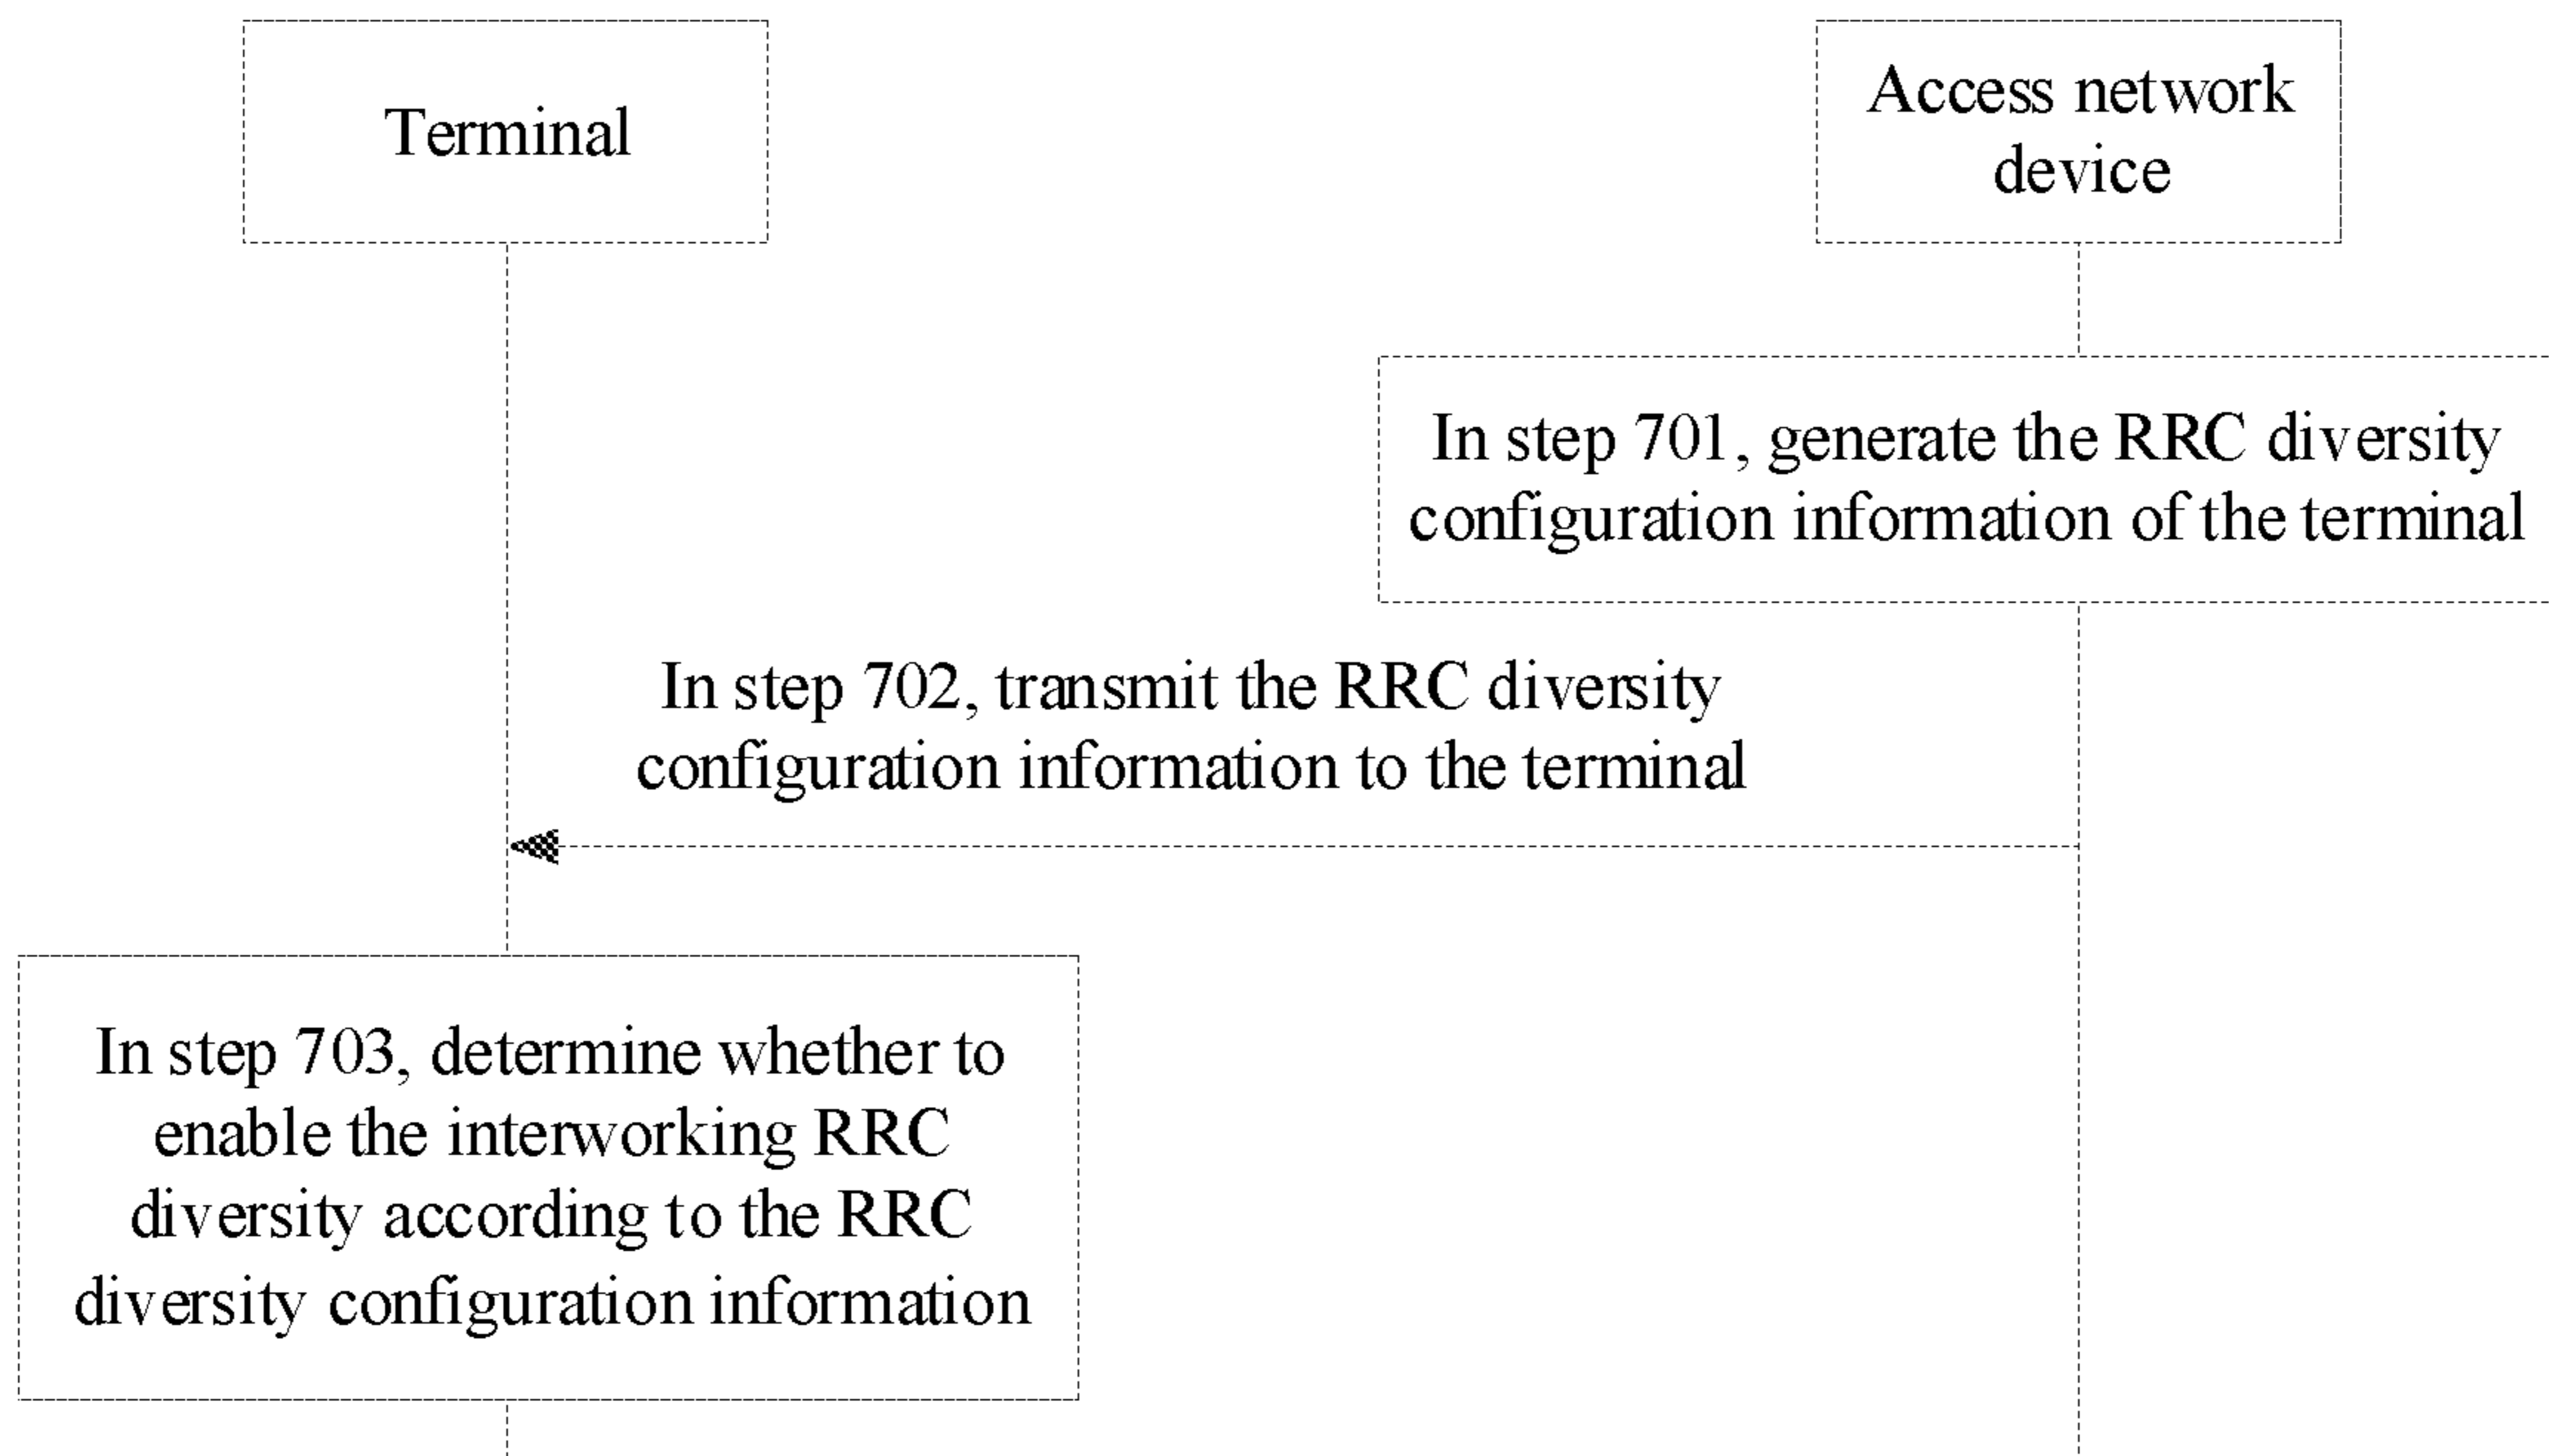 Terminal
Access network
device
In step 701, generate the RRC diversity
configuration information of the terminal
In step 702, transmit the RRC diversity
configuration information to the terminal
In step 703, determine whether to
enable the interworking RRC
diversity according to the RRC
diversity configuration information